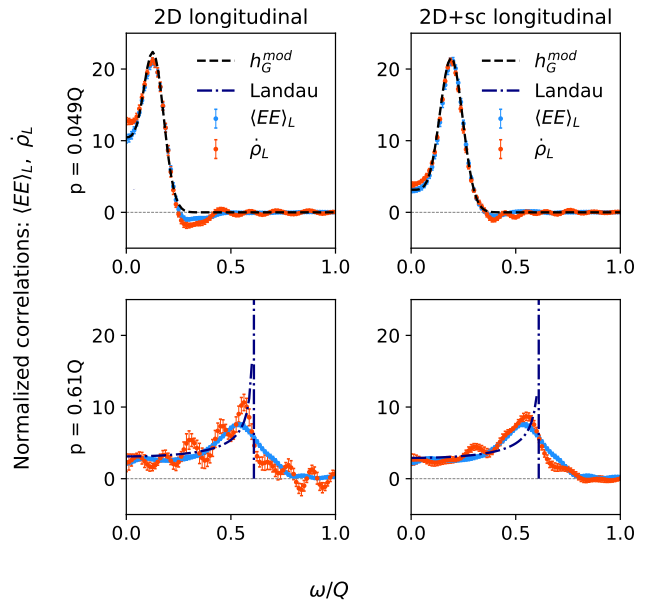 2D longitudinal
2D+sc longitudinal
Normalized correlations: ⟨EE⟩_L, ρ̇_L
p = 0.049Q
20
10
0
0.0
0.5
1.0
h_G^{mod}
Landau
⟨EE⟩_L
ρ̇_L
20
10
0
0.0
0.5
1.0
h_G^{mod}
Landau
⟨EE⟩_L
ρ̇_L
p = 0.61Q
20
10
0
0.0
0.5
1.0
20
10
0
0.0
0.5
1.0
ω/Q